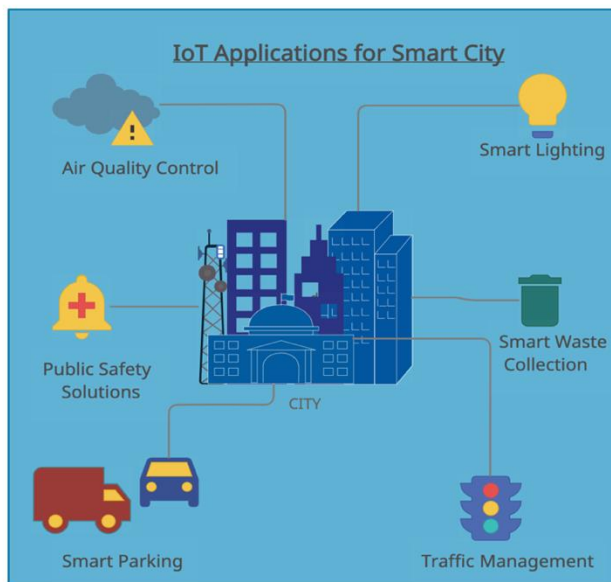 IoT Applications for Smart City
Air Quality Control
Smart Lighting
Public Safety
Solutions
Smart Waste
Collection
CITY
Smart Parking
Traffic Management